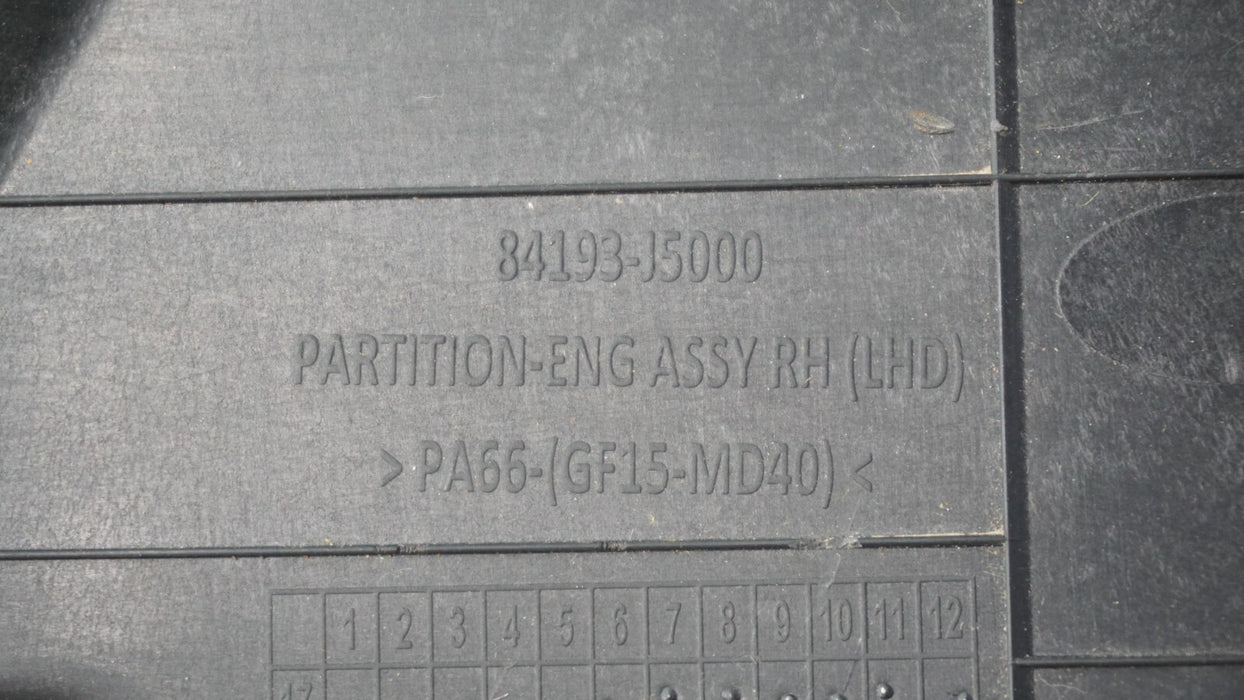 84193-J5000
PARTITION-ENG ASSY RH (LHD)
>PA66-(GF15-MD40)<
1 2 3 4 5 6 7 8 9 10 11 12
17